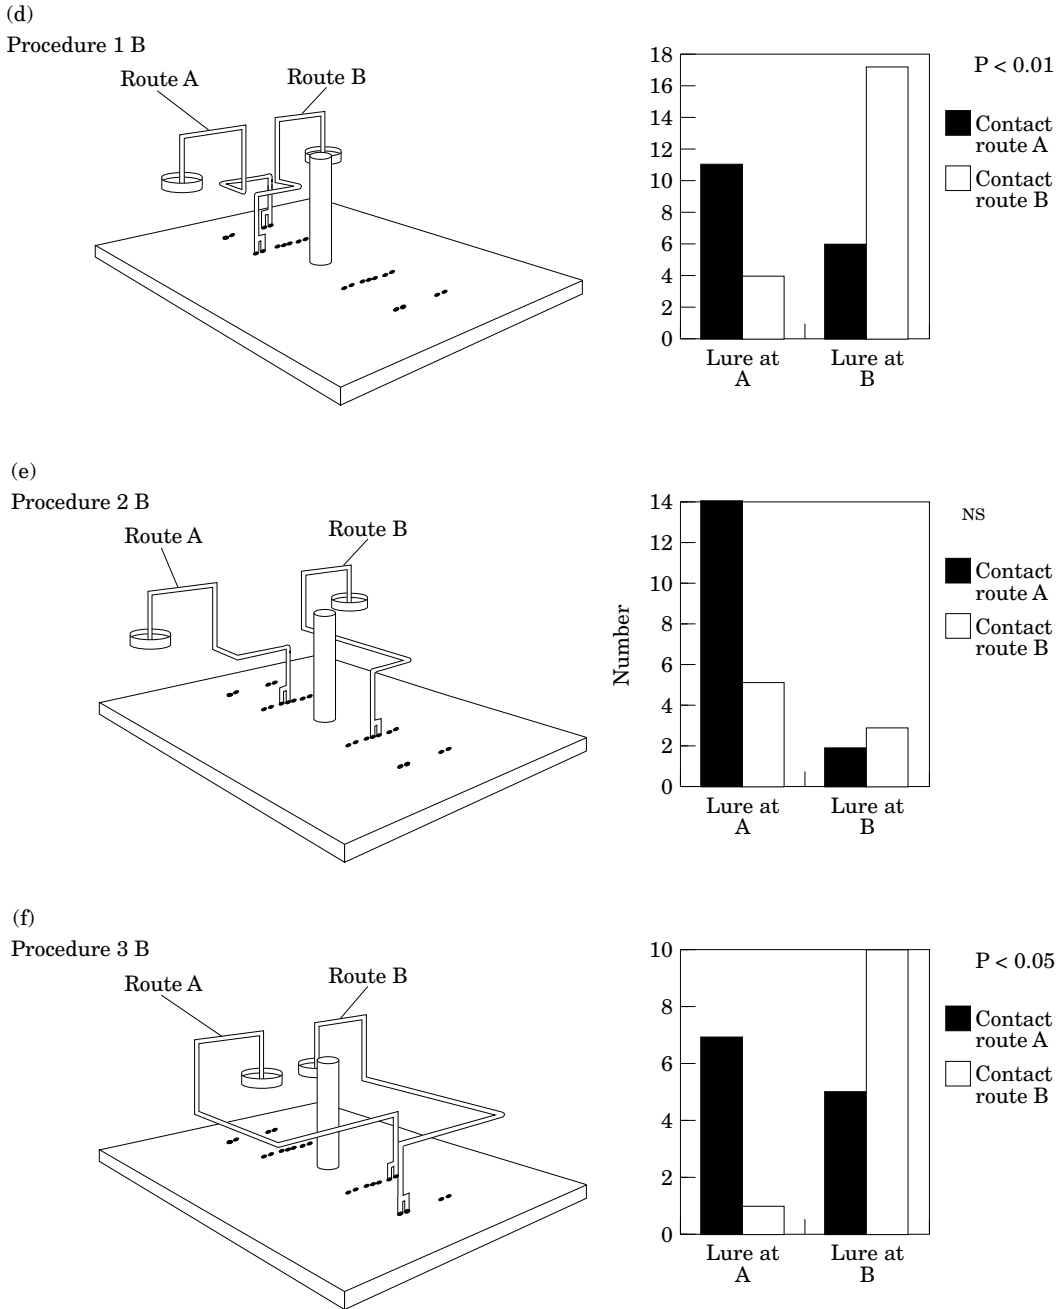 (d)
Procedure 1 B
Route A
Route B
18
16
14
12
10
8
6
4
2
0
Lure at
A
Lure at
B
P < 0.01
Contact
route A
Contact
route B
(e)
Procedure 2 B
Route A
Route B
Number
14
12
10
8
6
4
2
0
Lure at
A
Lure at
B
NS
Contact
route A
Contact
route B
(f)
Procedure 3 B
Route A
Route B
10
8
6
4
2
0
Lure at
A
Lure at
B
P < 0.05
Contact
route A
Contact
route B